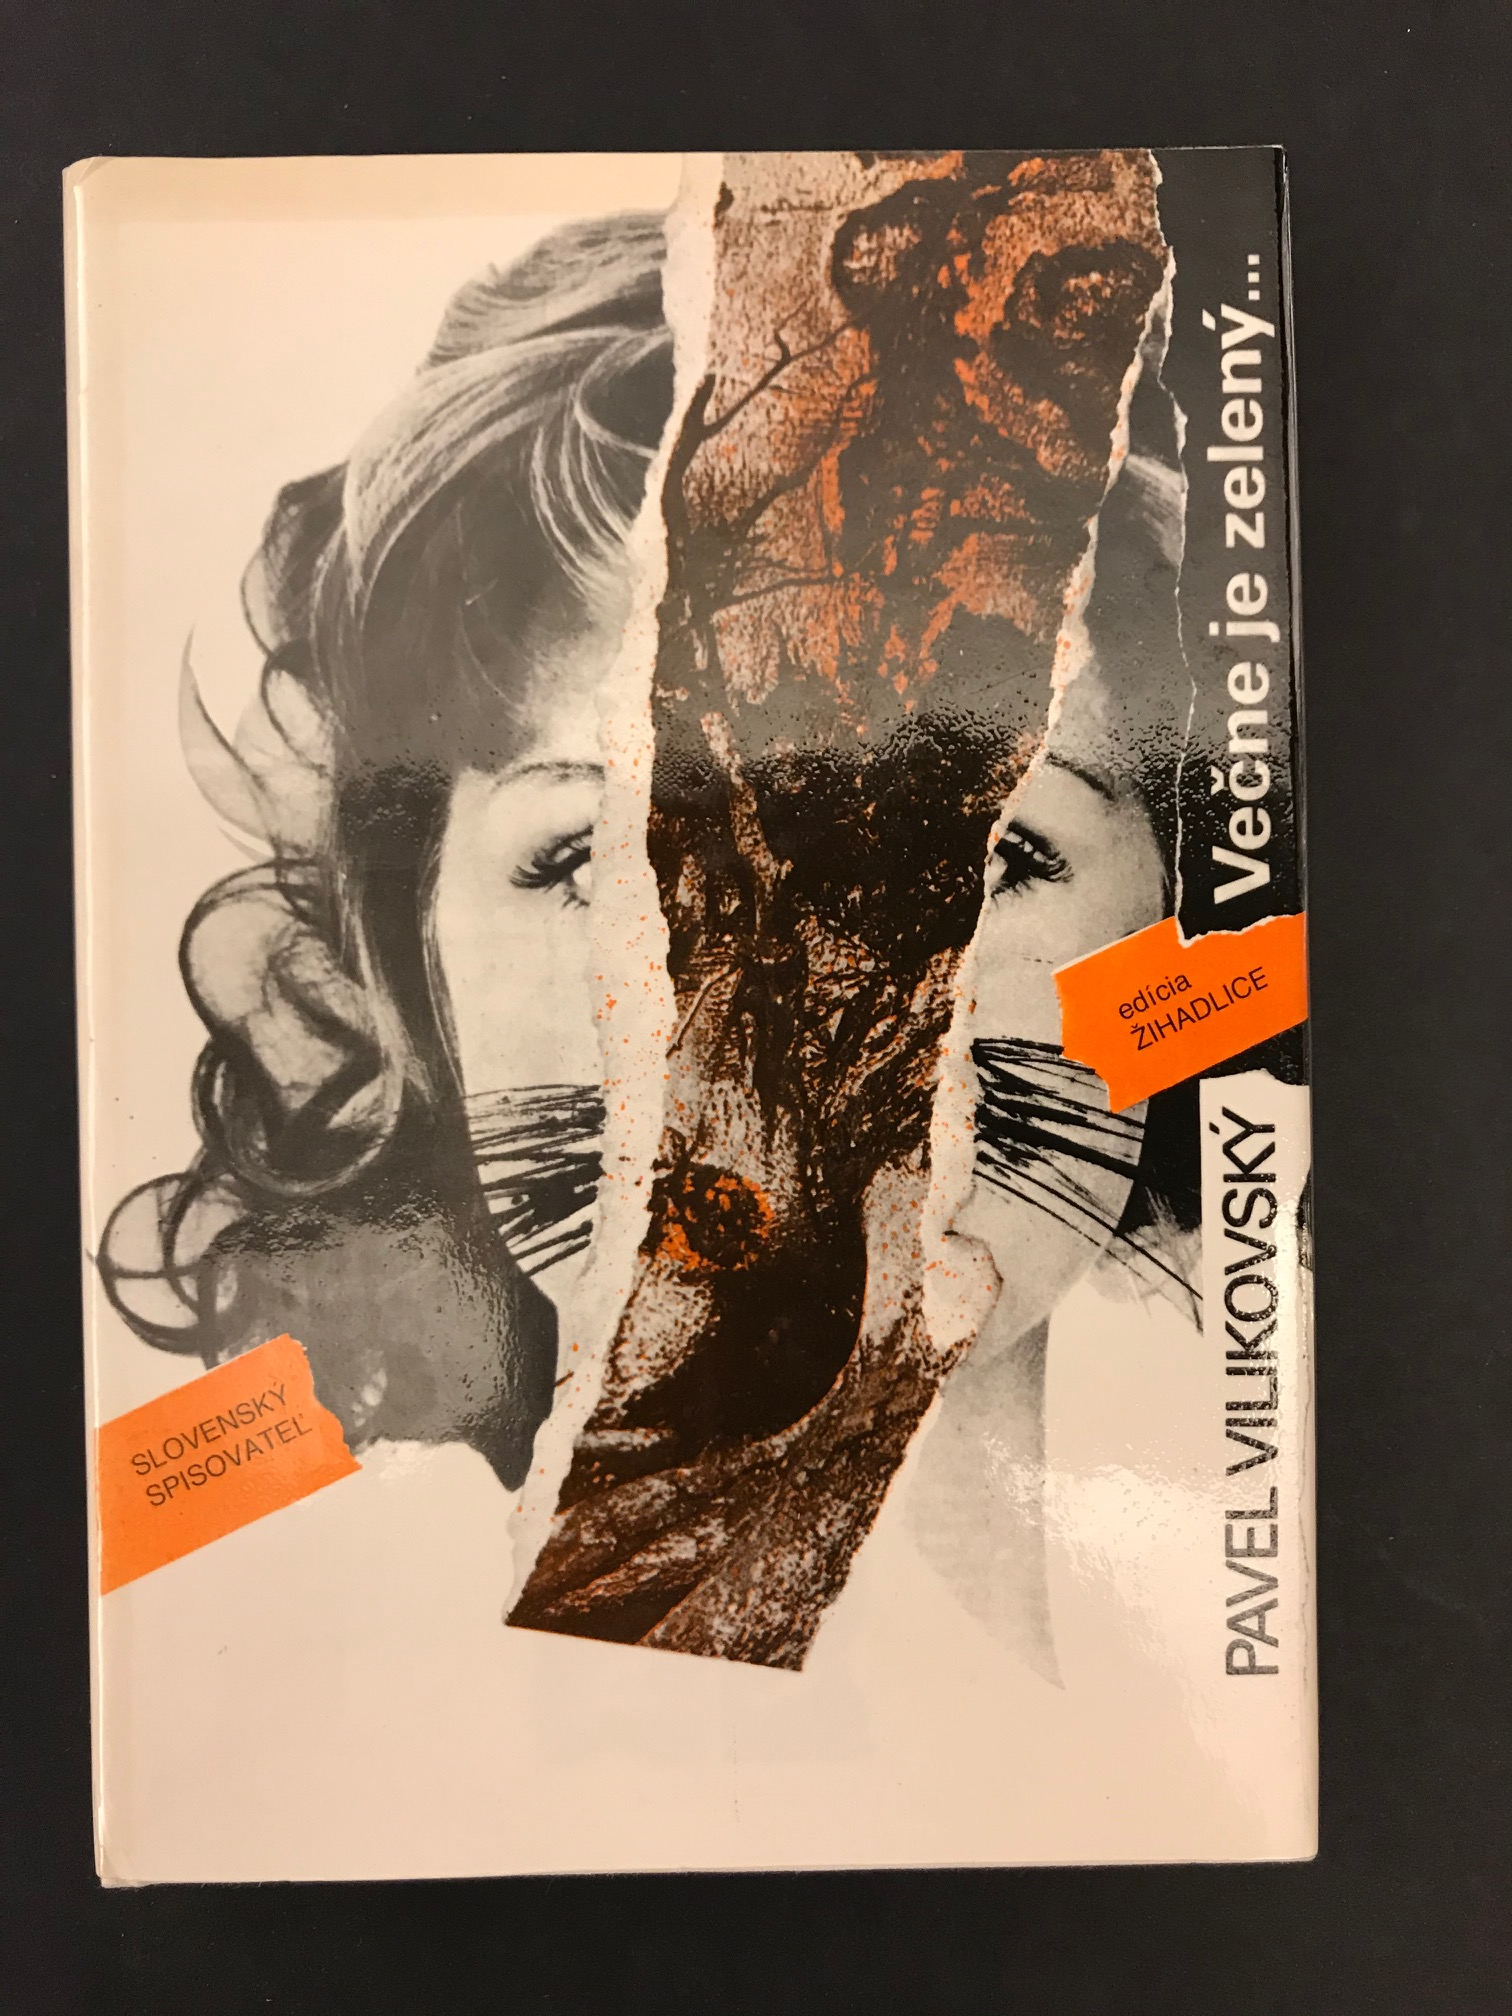 PAVEL VILIKOVSKÝ
Večne je zelený...
edícia
ŽIHADLICE
SLOVENSKÝ
SPISOVATEĽ